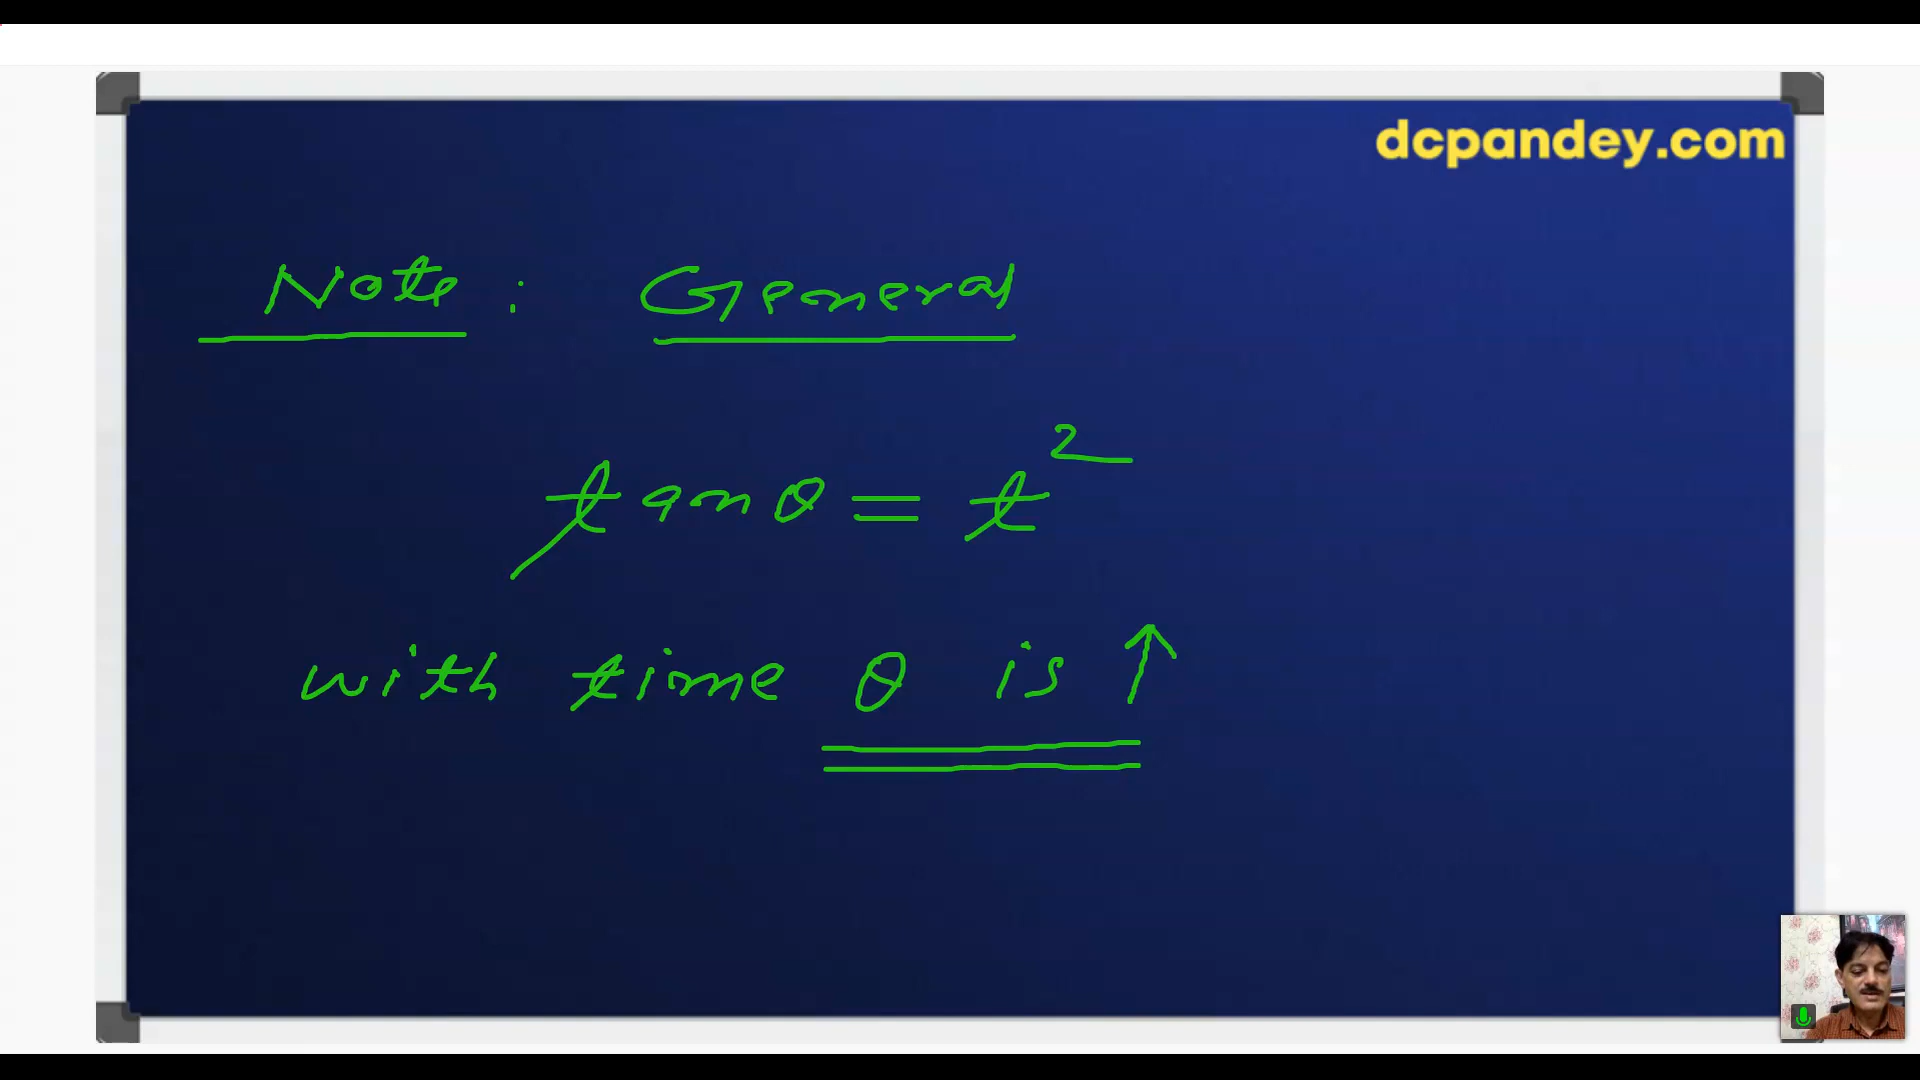 dcpandey.com
Note : General
tanθ = t²
with time θ is ↑